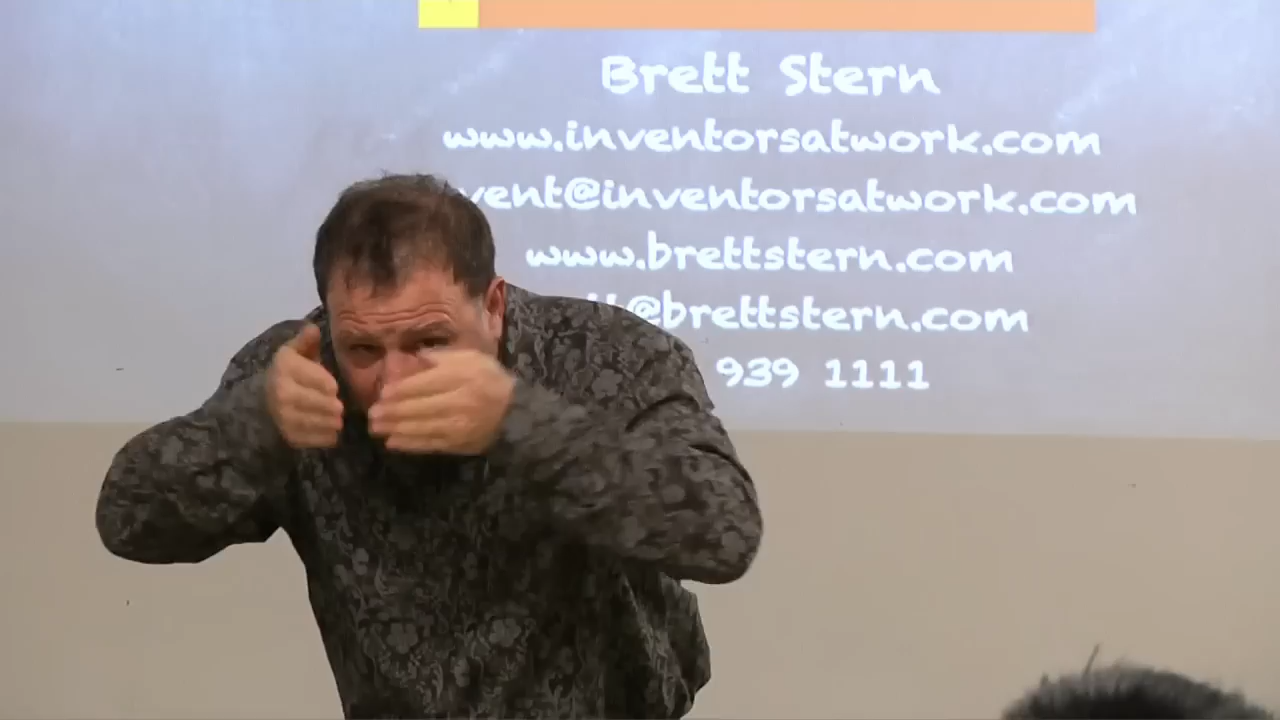 Brett Stern
www.inventorsatwork.com
vent@inventorsatwork.com
www.brettstern.com
@brettstern.com
939 1111